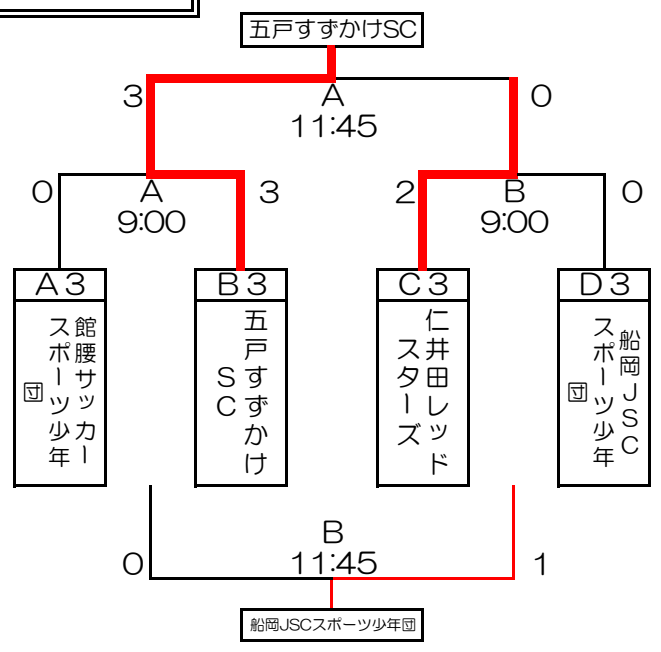 五戸すずかけSC
3 A 0
11:45
0 A 3 2 B 0
9:00 9:00
A3 B3 C3 D3
館腰サッカー
スポーツ少年
団
五戸すずかけ
SC
仁井田レッド
スターズ
船岡JSC
スポーツ少年
団
B
0 11:45 1
船岡JSCスポーツ少年団